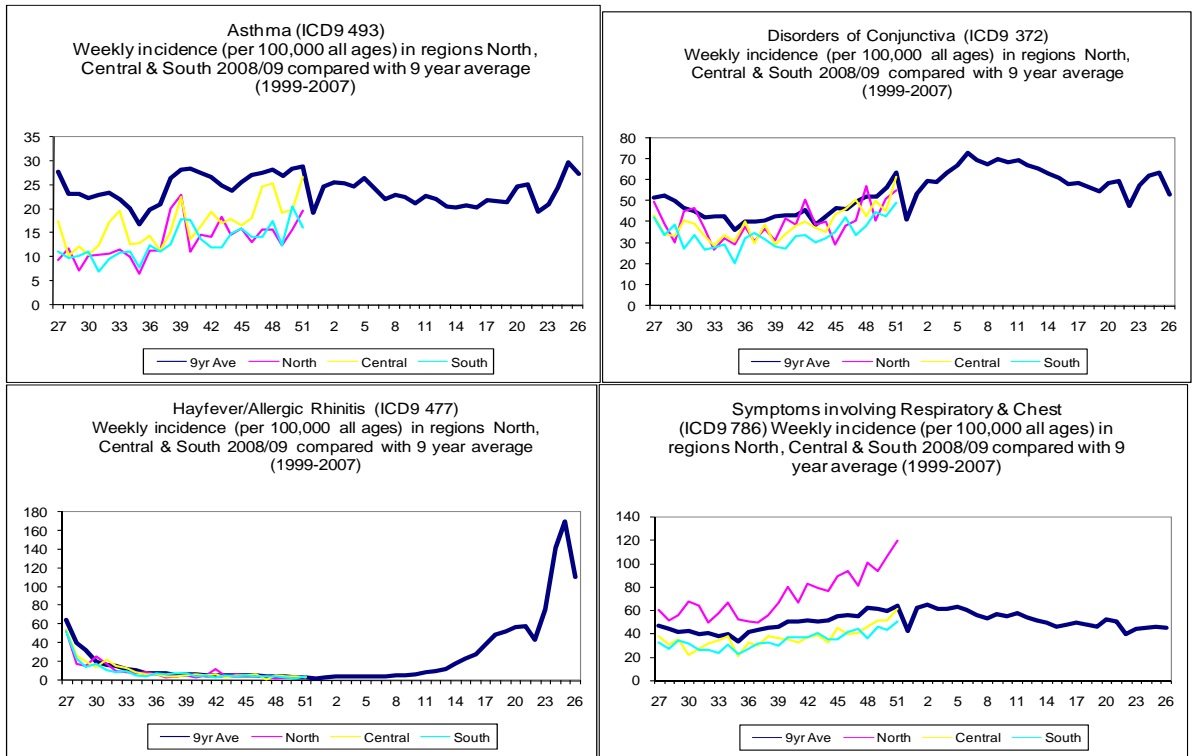 Asthma (ICD9 493)
Weekly incidence (per 100,000 all ages) in regions North,
Central & South 2008/09 compared with 9 year average
(1999-2007)
35
30
25
20
15
10
5
0
27 30 33 36 39 42 45 48 51 2 5 8 11 14 17 20 23 26
9yr Ave North Central South
Disorders of Conjunctiva (ICD9 372)
Weekly incidence (per 100,000 all ages) in regions North,
Central & South 2008/09 compared with 9 year average
(1999-2007)
80
70
60
50
40
30
20
10
0
27 30 33 36 39 42 45 48 51 2 5 8 11 14 17 20 23 26
9yr Ave North Central South
Hayfever/Allergic Rhinitis (ICD9 477)
Weekly incidence (per 100,000 all ages) in regions North,
Central & South 2008/09 compared with 9 year average
(1999-2007)
180
160
140
120
100
80
60
40
20
0
27 30 33 36 39 42 45 48 51 2 5 8 11 14 17 20 23 26
9yr Ave North Central South
Symptoms involving Respiratory & Chest
(ICD9 786) Weekly incidence (per 100,000 all ages) in
regions North, Central & South 2008/09 compared with 9
year average (1999-2007)
140
120
100
80
60
40
20
0
27 30 33 36 39 42 45 48 51 2 5 8 11 14 17 20 23 26
9yr Ave North Central South